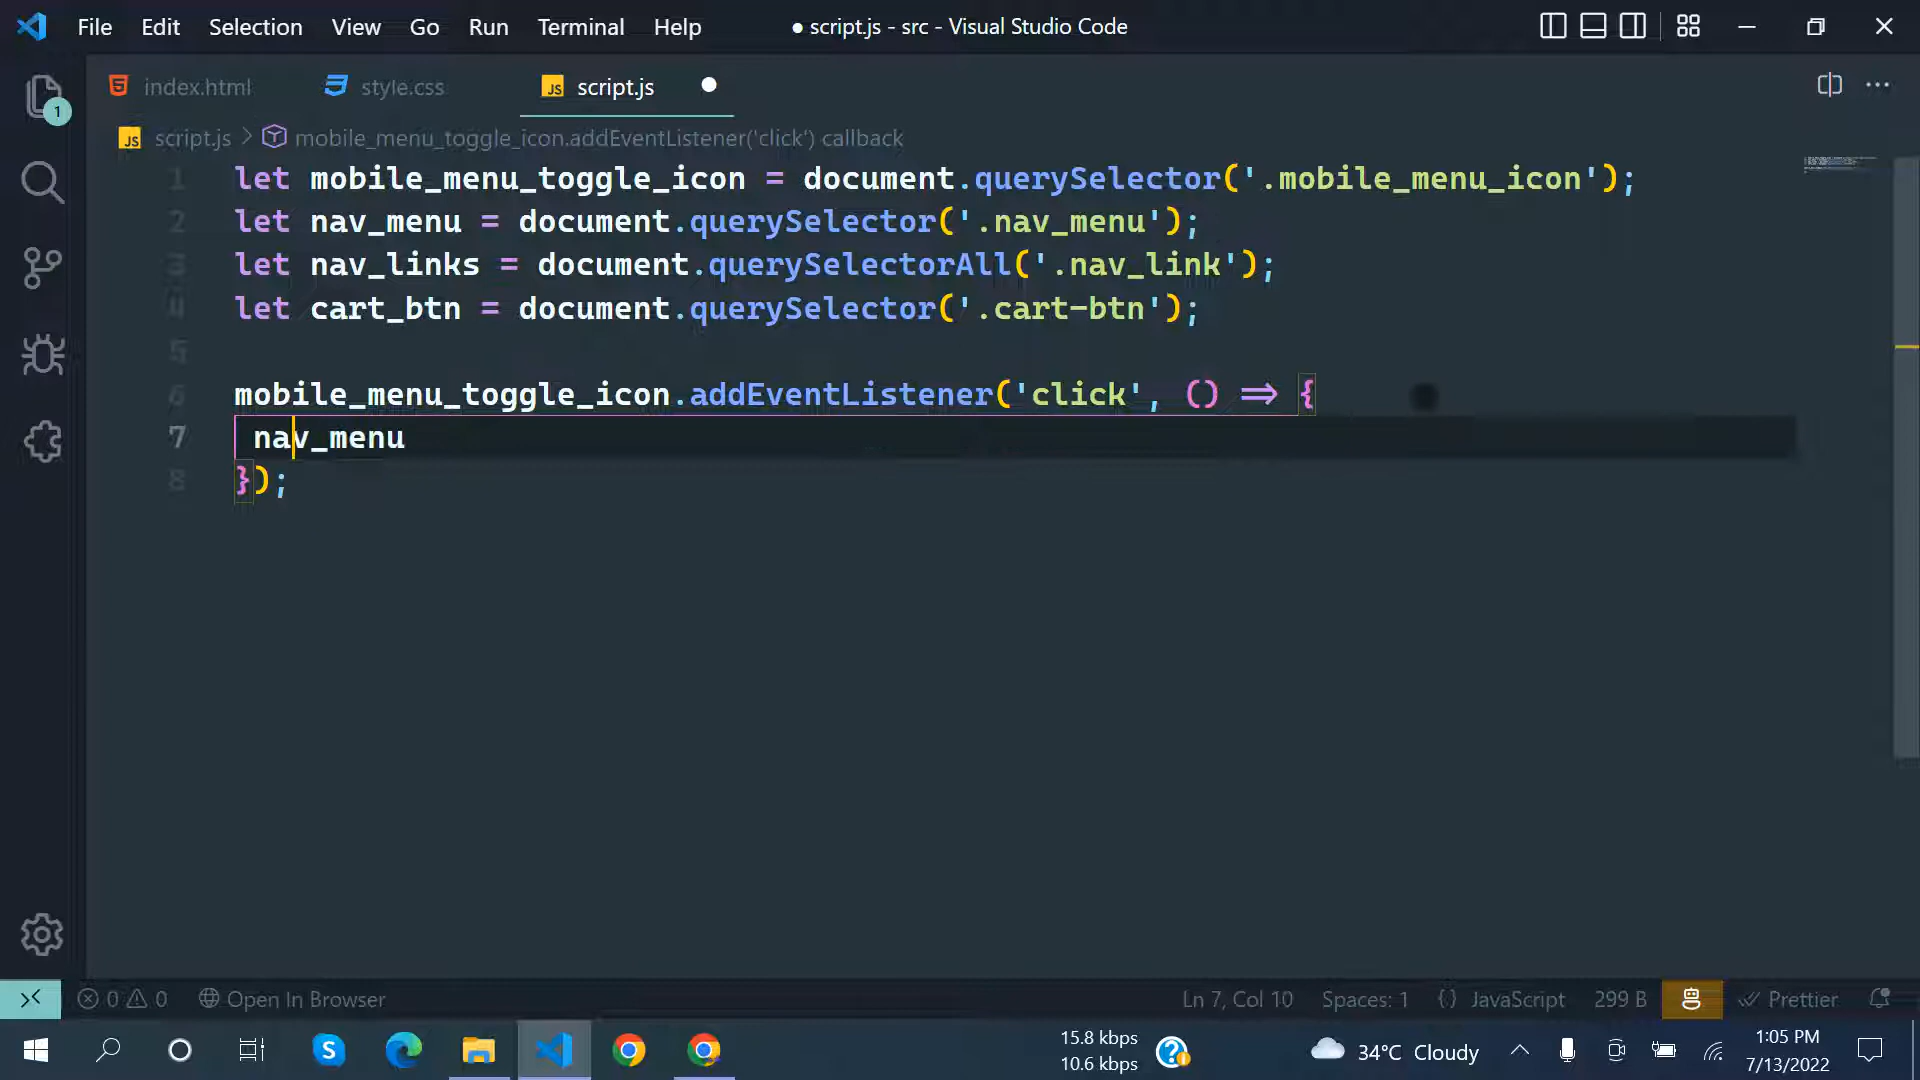 File Edit Selection View Go Run Terminal Help
● script.js - src - Visual Studio Code
index.html
style.css
JS script.js
1
JS script.js > mobile_menu_toggle_icon.addEventListener('click') callback
1 let mobile_menu_toggle_icon = document.querySelector('.mobile_menu_icon');
2 let nav_menu = document.querySelector('.nav_menu');
3 let nav_links = document.querySelectorAll('.nav_link');
4 let cart_btn = document.querySelector('.cart-btn');
5
6 mobile_menu_toggle_icon.addEventListener('click', () => {
7 nav_menu
8 });
0 0 Open In Browser
Ln 7, Col 10 Spaces: 1 {} JavaScript 299 B Prettier
15.8 kbps
10.6 kbps
34°C Cloudy
1:05 PM
7/13/2022